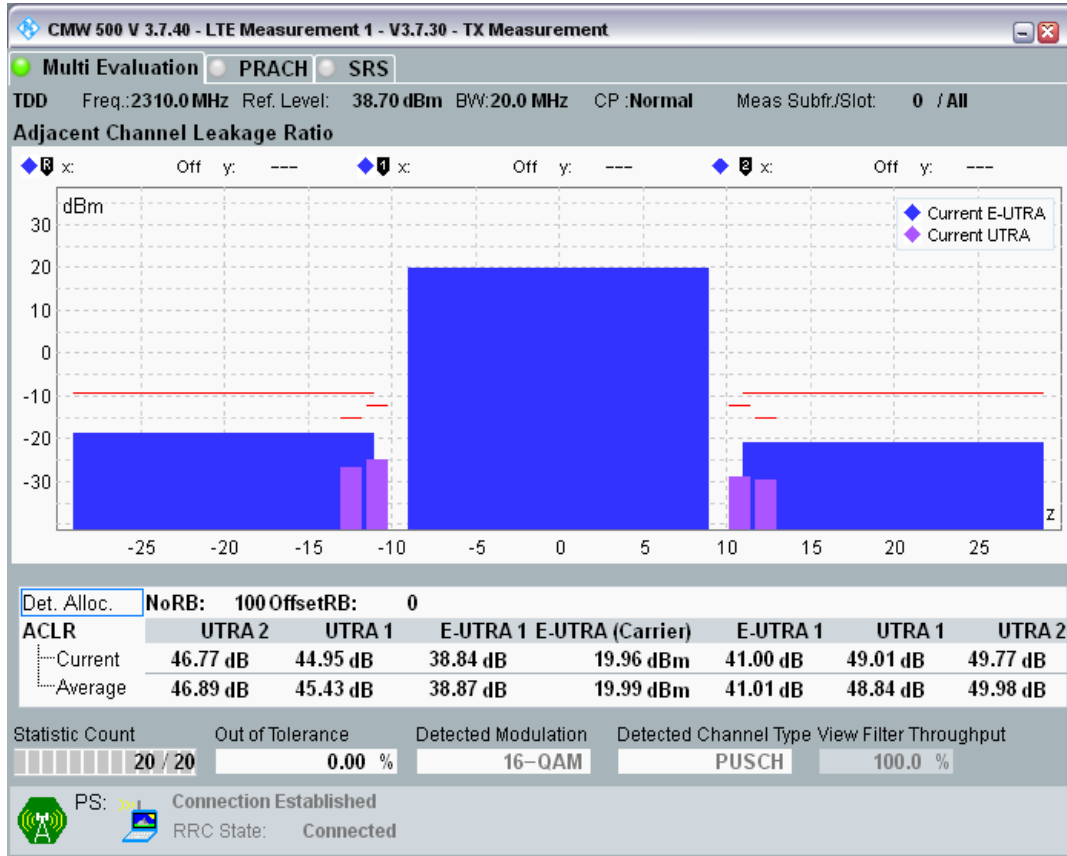 CMW 500 V 3.7.40 - LTE Measurement 1 - V3.7.30 - TX Measurement
Multi Evaluation PRACH SRS
TDD Freq.:2310.0 MHz Ref. Level: 38.70 dBm BW:20.0 MHz CP :Normal Meas Subfr./Slot: 0 / All
Adjacent Channel Leakage Ratio
R x: Off y: --- 1 x: Off y: --- 2 x: Off y: ---
dBm
Current E-UTRA
Current UTRA
30
20
10
0
-10
-20
-30
z
-25 -20 -15 -10 -5 0 5 10 15 20 25
Det. Alloc. NoRB: 100 OffsetRB: 0
ACLR UTRA 2 UTRA 1 E-UTRA 1 E-UTRA (Carrier) E-UTRA 1 UTRA 1 UTRA 2
Current 46.77 dB 44.95 dB 38.84 dB 19.96 dBm 41.00 dB 49.01 dB 49.77 dB
Average 46.89 dB 45.43 dB 38.87 dB 19.99 dBm 41.01 dB 48.84 dB 49.98 dB
Statistic Count Out of Tolerance Detected Modulation Detected Channel Type View Filter Throughput
20 / 20 0.00 % 16-QAM PUSCH 100.0 %
PS: Connection Established
RRC State: Connected